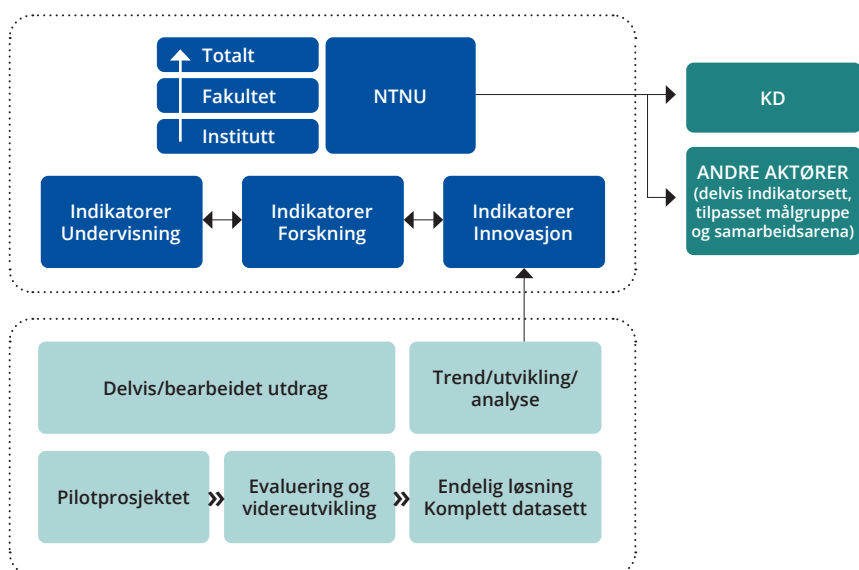 Totalt
Fakultet
Institutt
NTNU
KD
ANDRE AKTØRER
(delvis indikatorsett,
tilpasset målgruppe
og samarbeidsarena)
Indikatorer
Undervisning
Indikatorer
Forskning
Indikatorer
Innovasjon
Delvis/bearbeidet utdrag
Trend/utvikling/
analyse
Pilotprosjektet
»
Evaluering og
videreutvikling
»
Endelig løsning
Komplett datasett